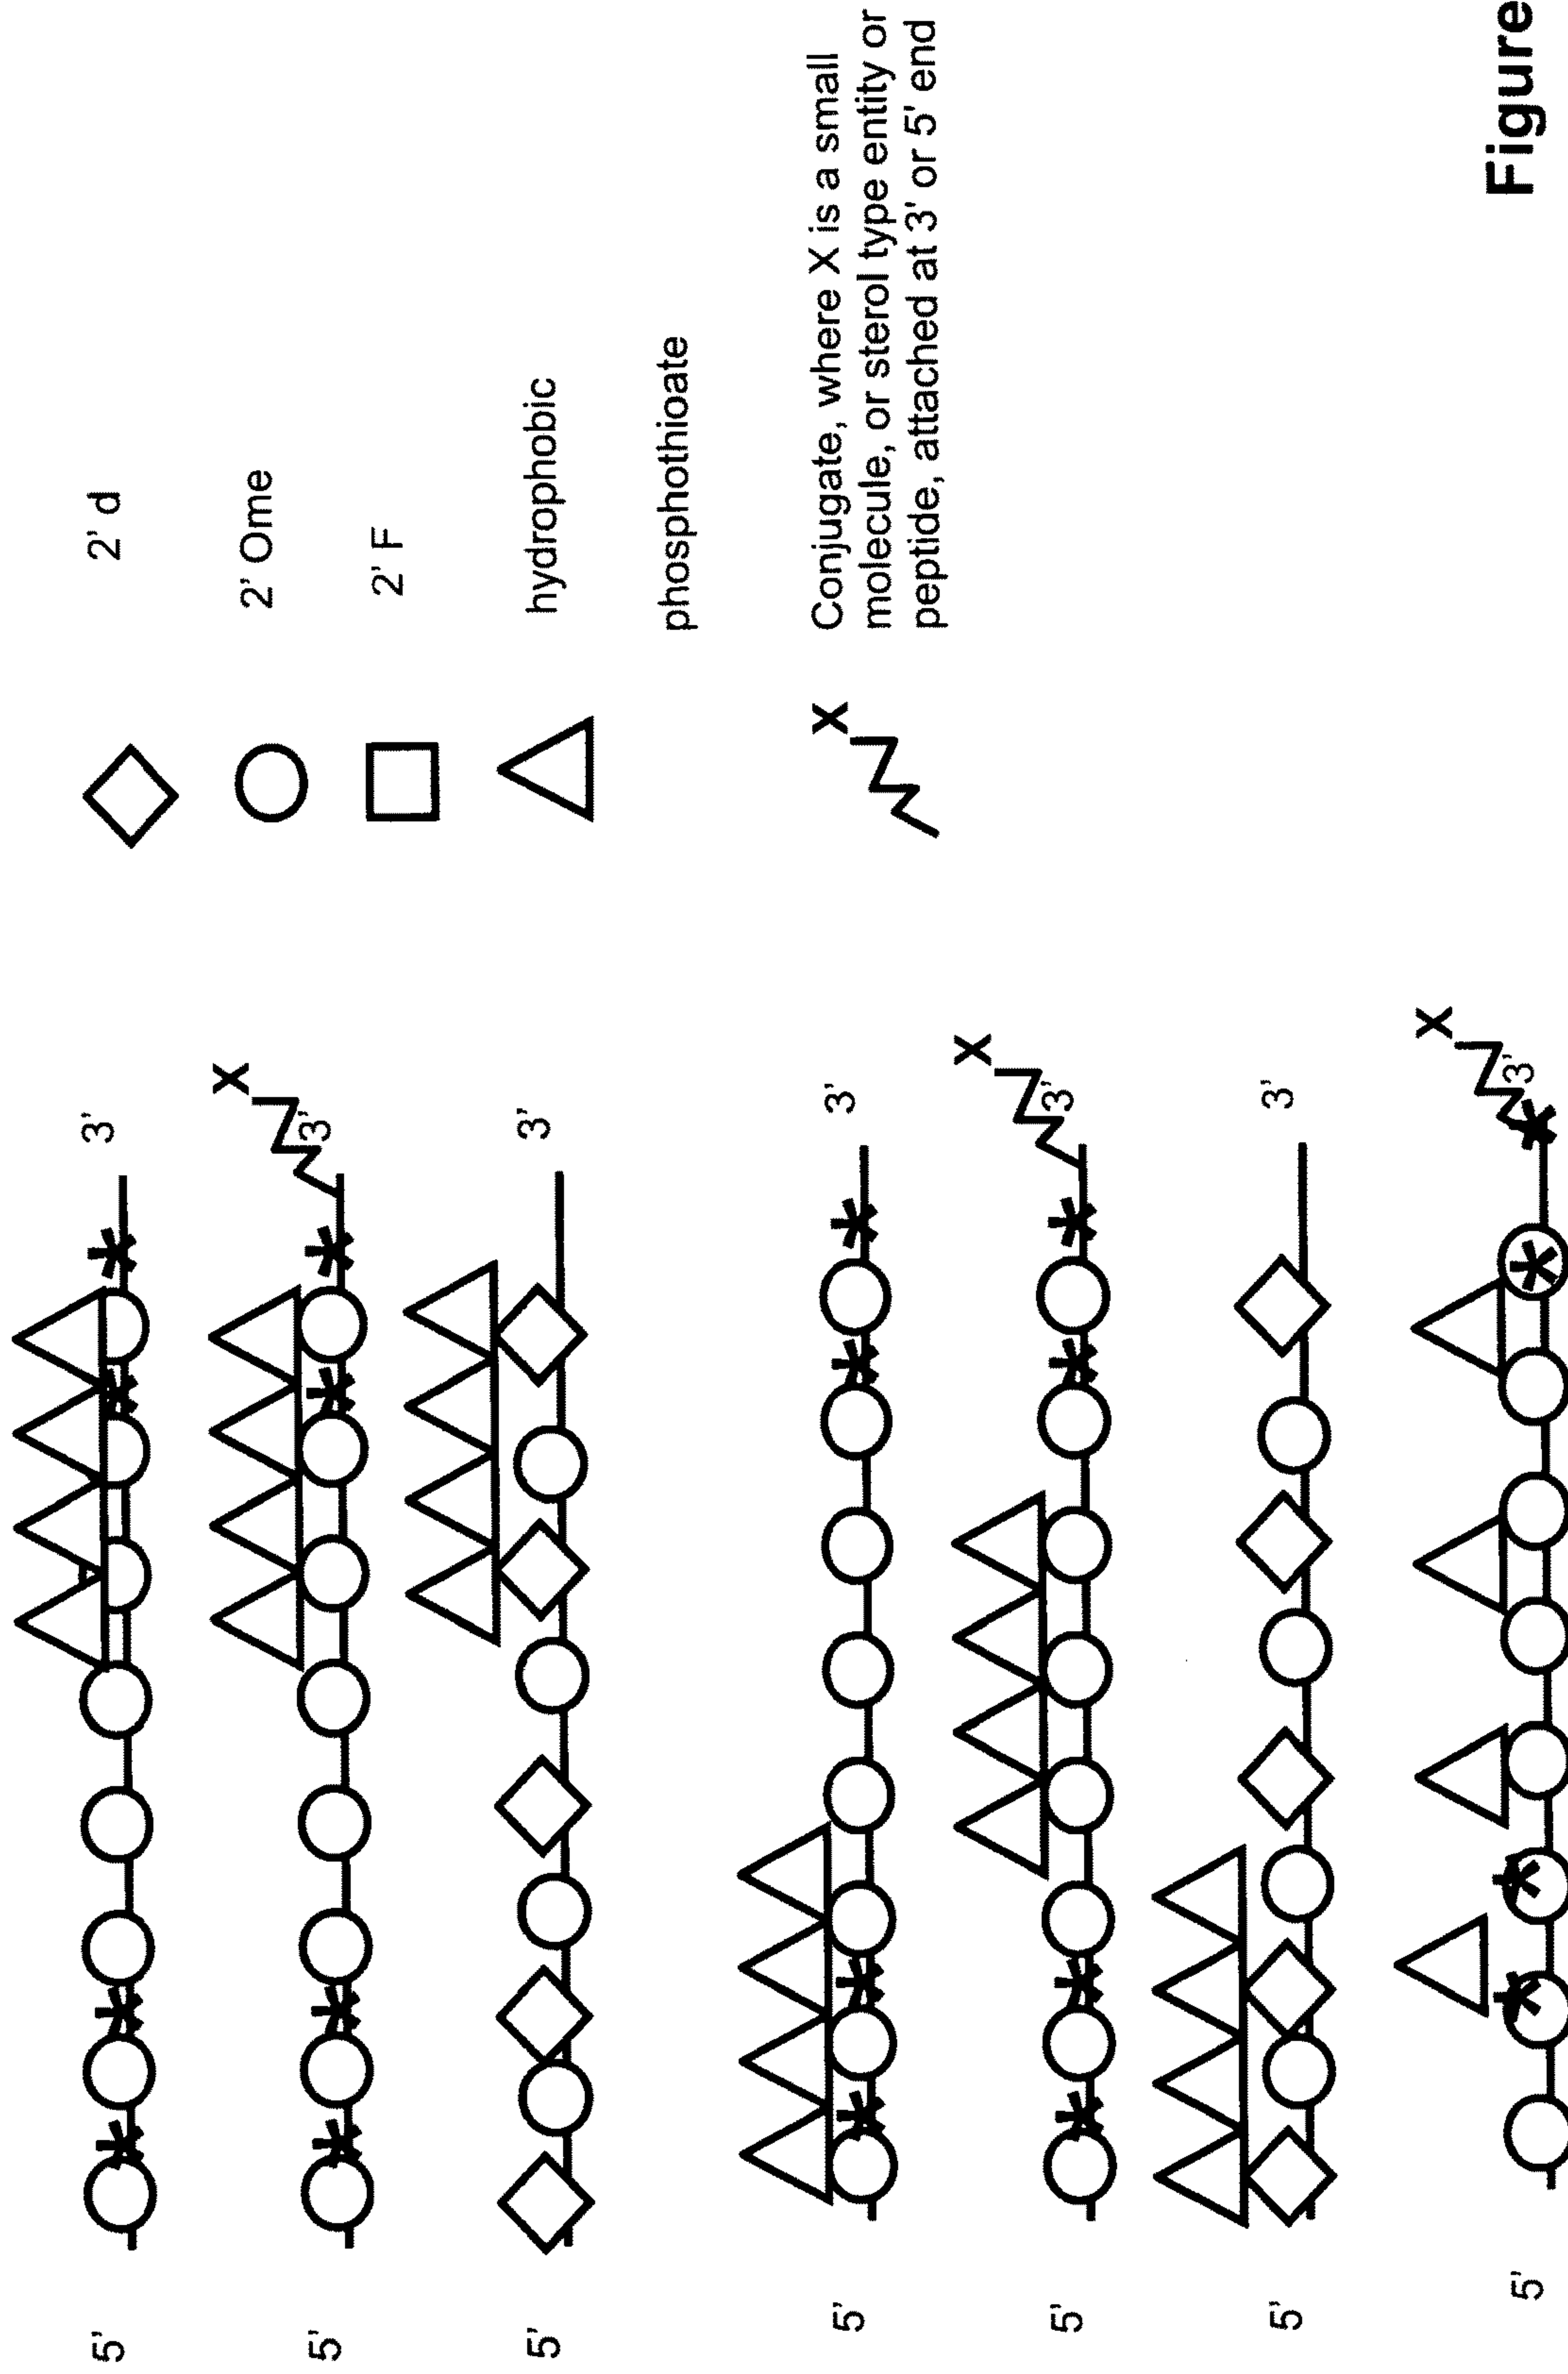 5' 3' 2' d
X
2' Ome
5' 3'
2' F
5' 3' hydrophobic
phosphothioate
5' 3'
X Conjugate, where X is a small
molecule, or sterol type entity or
peptide, attached at 3' or 5' end
X
5' 3'
5' 3'
X
5' 3'
Figure